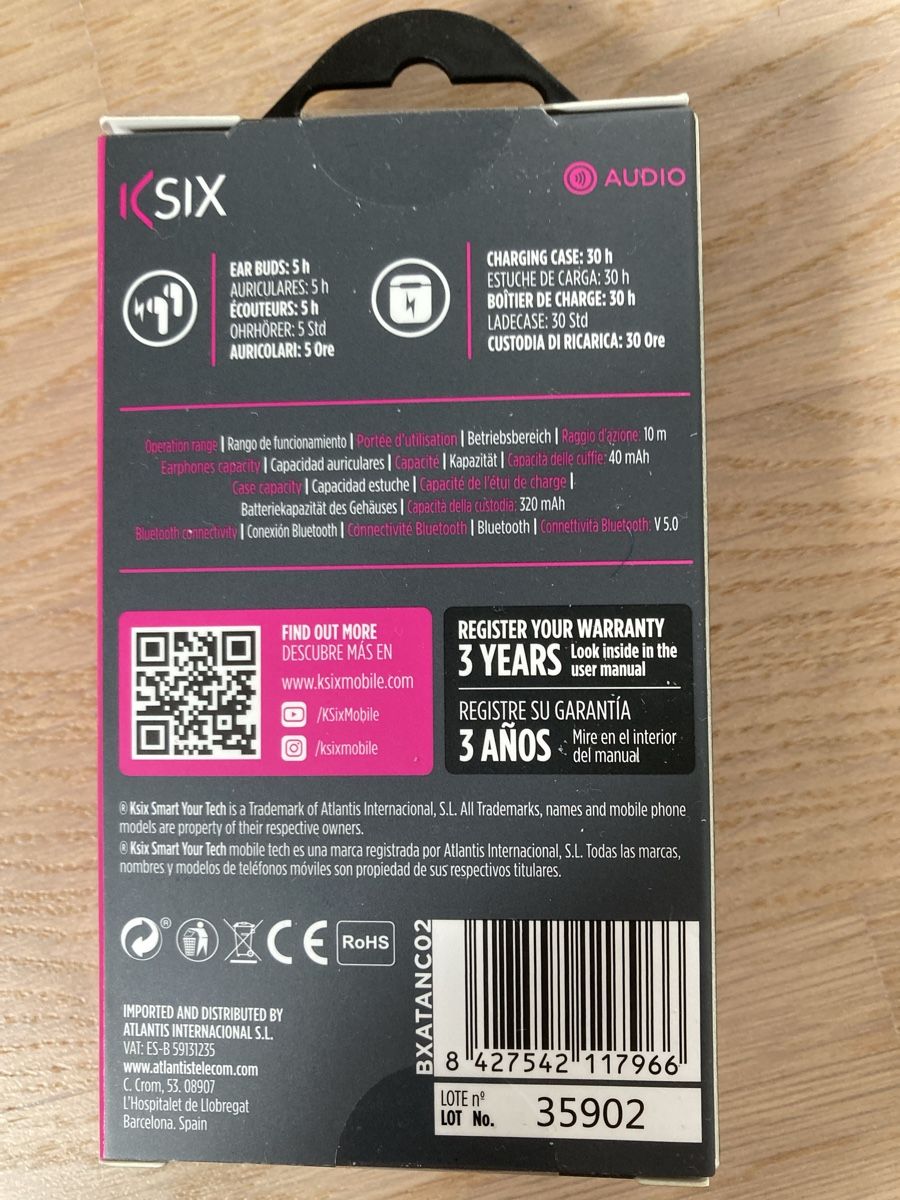 KSIX
AUDIO
EAR BUDS: 5 h
AURICULARES: 5 h
ÉCOUTEURS: 5 h
OHRHÖRER: 5 Std
AURICOLARI: 5 Ore
CHARGING CASE: 30 h
ESTUCHE DE CARGA: 30 h
BOÎTIER DE CHARGE: 30 h
LADECASE: 30 Std
CUSTODIA DI RICARICA: 30 Ore
Operation range | Rango de funcionamiento | Portée d'utilisation | Betriebsbereich | Raggio d'azione: 10 m
Earphones capacity | Capacidad auriculares | Capacité | Kapazität | Capacità delle cuffie: 40 mAh
Case capacity | Capacidad estuche | Capacité de l'étui de charge |
Batteriekapazität des Gehäuses | Capacità della custodia: 320 mAh
Bluetooth connectivity | Conexión Bluetooth | Connectivité Bluetooth | Bluetooth | Connettività Bluetooth: V 5.0
FIND OUT MORE
DESCUBRE MÁS EN
www.ksixmobile.com
/KSixMobile
/ksixmobile
REGISTER YOUR WARRANTY
3 YEARS Look inside in the
user manual
REGISTRE SU GARANTÍA
3 AÑOS Mire en el interior
del manual
® Ksix Smart Your Tech is a Trademark of Atlantis Internacional, S.L. All Trademarks, names and mobile phone
models are property of their respective owners.
® Ksix Smart Your Tech mobile tech es una marca registrada por Atlantis Internacional, S.L. Todas las marcas,
nombres y modelos de teléfonos móviles son propiedad de sus respectivos titulares.
® CE RoHS
IMPORTED AND DISTRIBUTED BY
ATLANTIS INTERNACIONAL S.L.
VAT: ES-B 59131235
www.atlantistelecom.com
C. Crom, 53. 08907
L'Hospitalet de Llobregat
Barcelona. Spain
BXATANC02
8 427542 117966
LOTE nº
LOT No. 35902